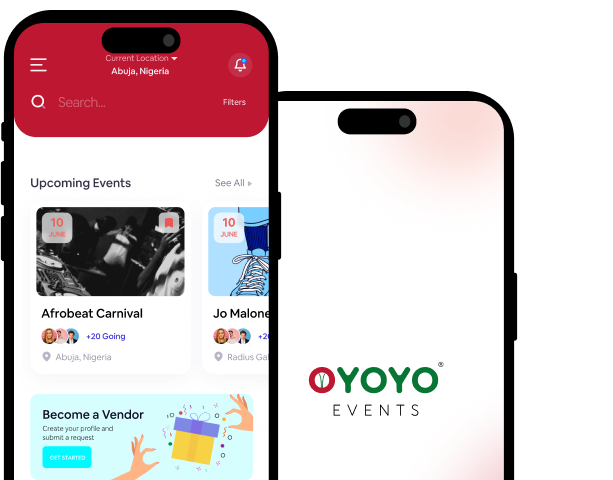 Current Location
Abuja, Nigeria
Search...
Filters
Upcoming Events
See All
10
JUNE
10
JUNE
Afrobeat Carnival
Jo Malone
+20 Going
+20
Abuja, Nigeria
Radius Gal
Become a Vendor
Create your profile and
submit a request
GET STARTED
OYOYO®
EVENTS